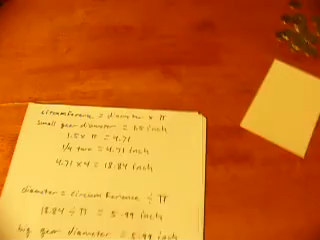 circumference = diameter x π
small gear diameter = 1.5 inch
1.5 x π = 4.71
1/4 turn = 4.71 inch
4.71 x 4 = 18.84 inch
diameter = circumference ÷ π
18.84 ÷ π = 5.99 inch
big gear diameter = 5.99 inch